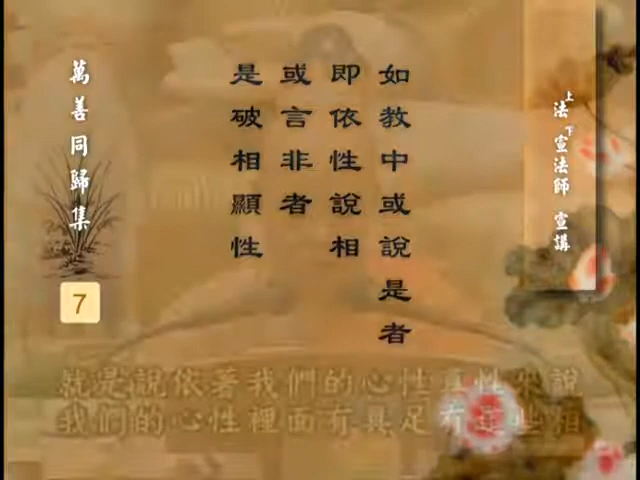 上法下宣法師 宣講
如教中或說是者
即依性說相
或言非者
是破相顯性
萬善同歸集
7
就是說依著我們的心性真性來說
我們的心性裡面有具足有這些相